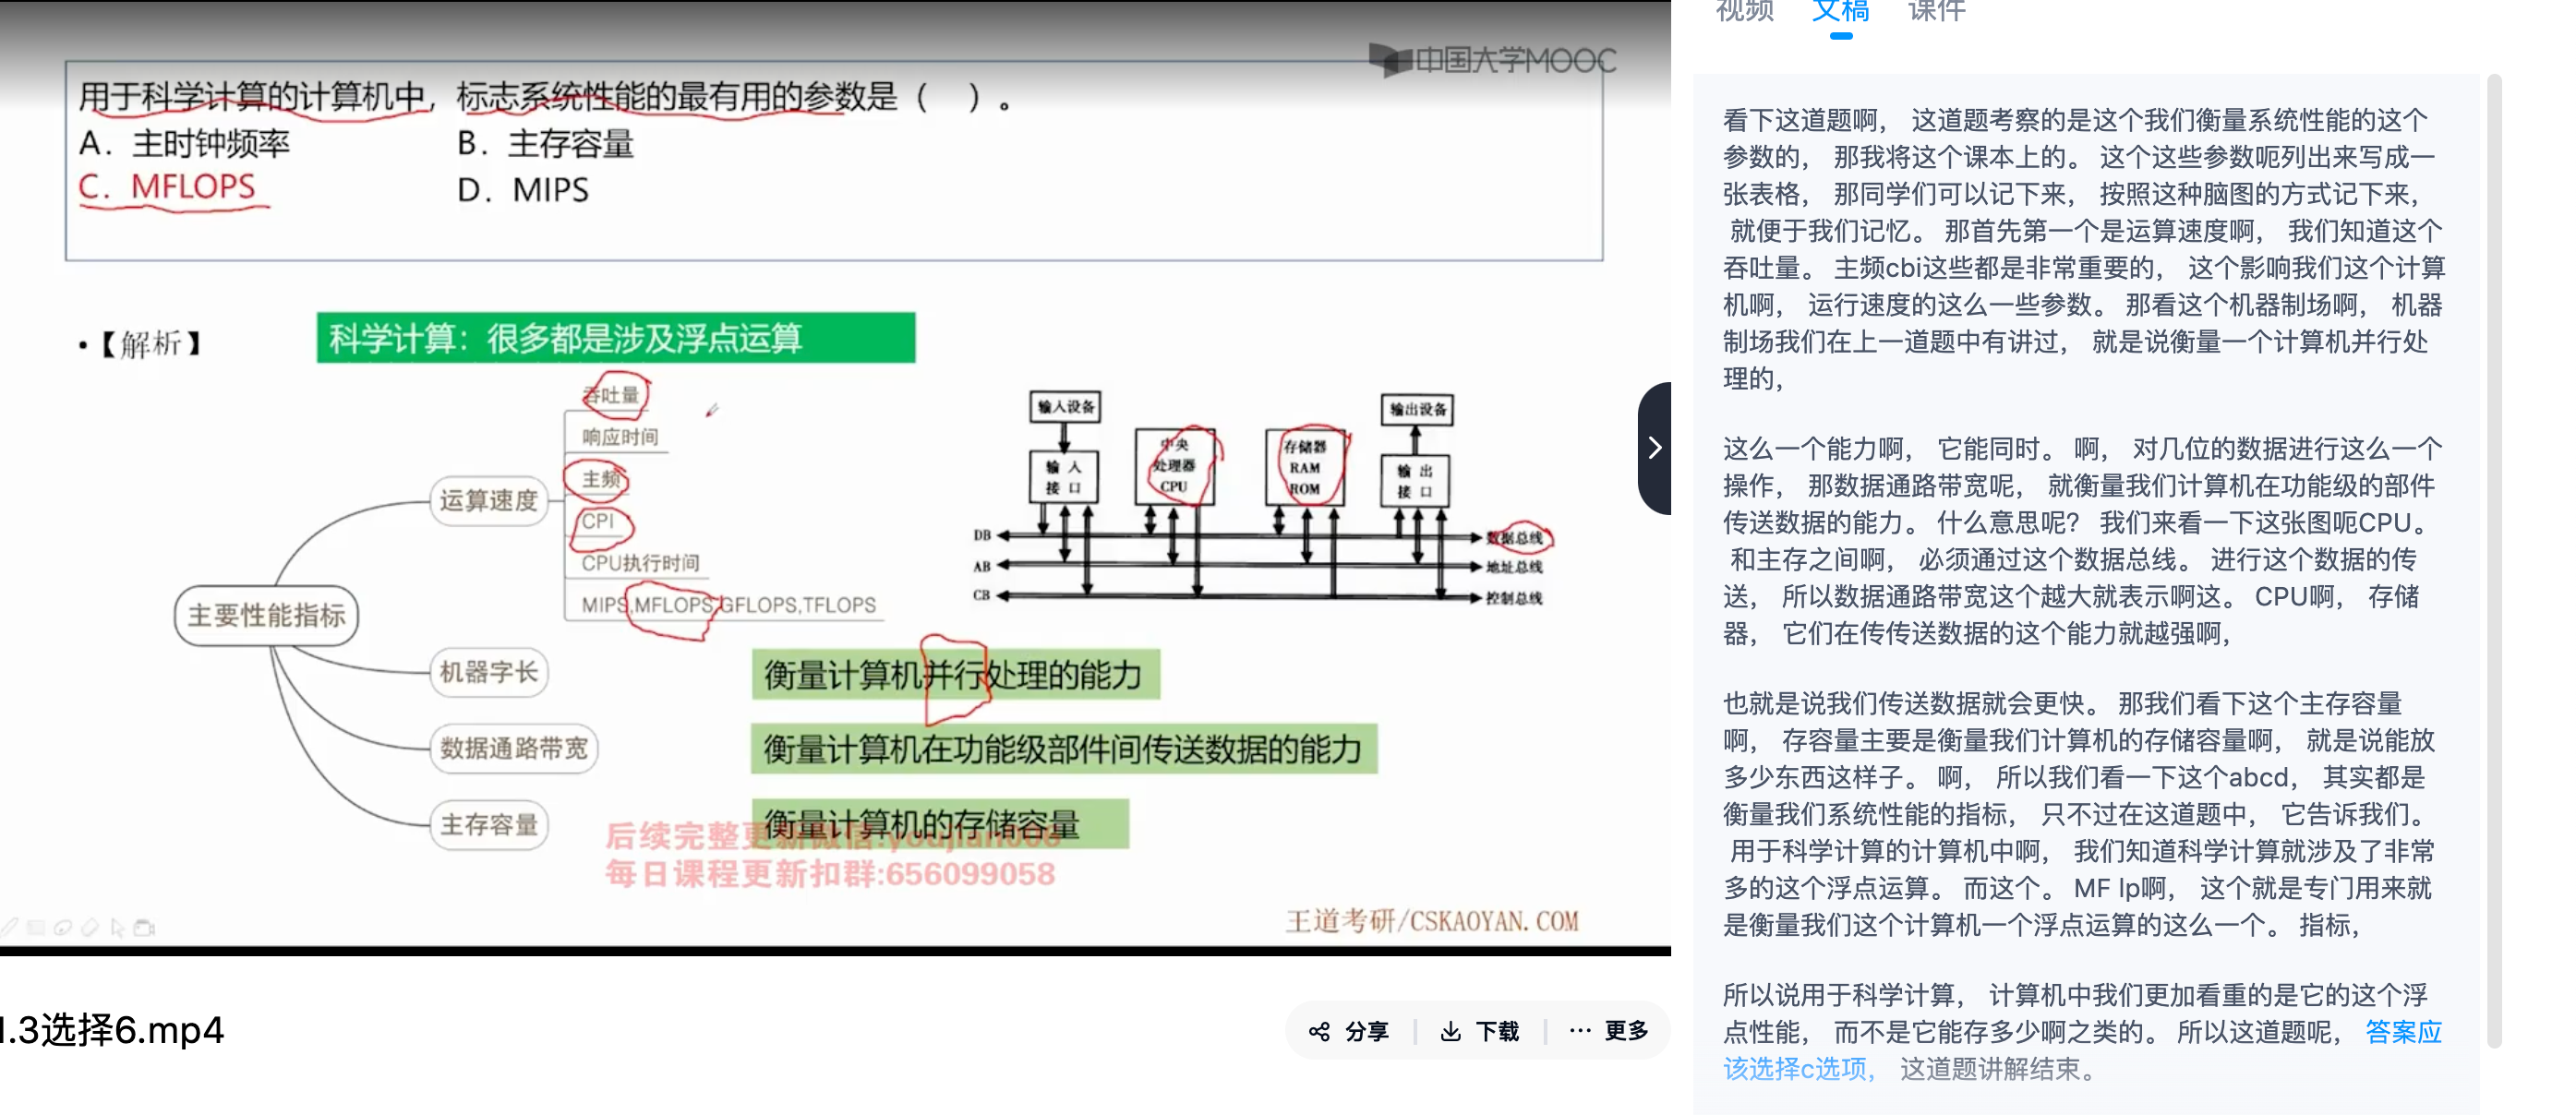 中国大学MOOC
用于科学计算的计算机中，标志系统性能的最有用的参数是（　）。
A．主时钟频率
B．主存容量
C．MFLOPS
D．MIPS
•【解析】
科学计算：很多都是涉及浮点运算
主要性能指标
运算速度
吞吐量
响应时间
主频
CPI
CPU执行时间
MIPS,MFLOPS,GFLOPS,TFLOPS
机器字长
衡量计算机并行处理的能力
数据通路带宽
衡量计算机在功能级部件间传送数据的能力
主存容量
衡量计算机的存储容量
输入设备
输 入
接 口
中央
处理器
CPU
存储器
RAM
ROM
输出设备
输 出
接 口
DB
数据总线
AB
地址总线
CB
控制总线
后续完整更新微信:youjian006
每日课程更新扣群:656099058
王道考研/CSKAOYAN.COM
1.3选择6.mp4
分享
下载
更多
视频
文稿
课件
看下这道题啊， 这道题考察的是这个我们衡量系统性能的这个
参数的， 那我将这个课本上的。 这个这些参数呃列出来写成一
张表格， 那同学们可以记下来， 按照这种脑图的方式记下来，
就便于我们记忆。 那首先第一个是运算速度啊， 我们知道这个
吞吐量。 主频cbi这些都是非常重要的， 这个影响我们这个计算
机啊， 运行速度的这么一些参数。 那看这个机器制场啊， 机器
制场我们在上一道题中有讲过， 就是说衡量一个计算机并行处
理的，
这么一个能力啊， 它能同时。 啊， 对几位的数据进行这么一个
操作， 那数据通路带宽呢， 就衡量我们计算机在功能级的部件
传送数据的能力。 什么意思呢？ 我们来看一下这张图呃CPU。
和主存之间啊， 必须通过这个数据总线。 进行这个数据的传
送， 所以数据通路带宽这个越大就表示啊这。 CPU啊， 存储
器， 它们在传传送数据的这个能力就越强啊，
也就是说我们传送数据就会更快。 那我们看下这个主存容量
啊， 存容量主要是衡量我们计算机的存储容量啊， 就是说能放
多少东西这样子。 啊， 所以我们看一下这个abcd， 其实都是
衡量我们系统性能的指标， 只不过在这道题中， 它告诉我们。
用于科学计算的计算机中啊， 我们知道科学计算就涉及了非常
多的这个浮点运算。 而这个。 MF lp啊， 这个就是专门用来就
是衡量我们这个计算机一个浮点运算的这么一个。 指标，
所以说用于科学计算， 计算机中我们更加看重的是它的这个浮
点性能， 而不是它能存多少啊之类的。 所以这道题呢， 答案应
该选择c选项， 这道题讲解结束。